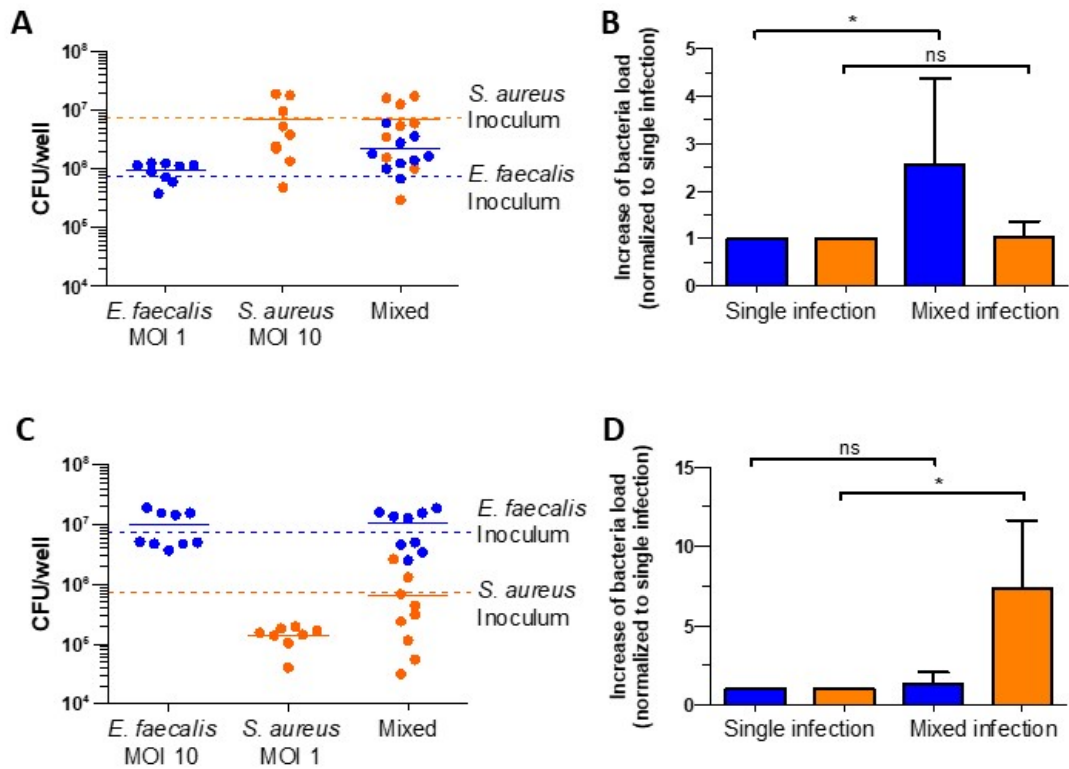 A
10⁸
10⁷
10⁶
10⁵
10⁴
CFU/well
S. aureus
Inoculum
E. faecalis
Inoculum
E. faecalis
MOI 1
S. aureus
MOI 10
Mixed
B
Increase of bacteria load
(normalized to single infection)
5
4
3
2
1
0
*
ns
Single infection
Mixed infection
C
10⁸
10⁷
10⁶
10⁵
10⁴
CFU/well
E. faecalis
Inoculum
S. aureus
Inoculum
E. faecalis
MOI 10
S. aureus
MOI 1
Mixed
D
Increase of bacteria load
(normalized to single infection)
15
10
5
0
ns
*
Single infection
Mixed infection